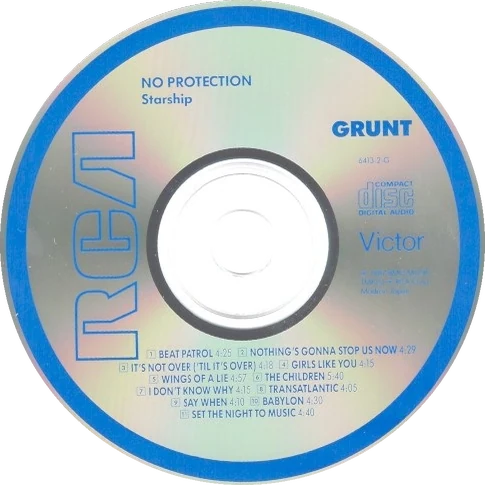 NO PROTECTION
Starship
GRUNT
6413-2-G
RCA
COMPACT
disc
DIGITAL AUDIO
Victor
1 BEAT PATROL 4:25 2 NOTHING'S GONNA STOP US NOW 4:29
3 IT'S NOT OVER ('TIL IT'S OVER) 4:18 4 GIRLS LIKE YOU 4:15
5 WINGS OF A LIE 4:57 6 THE CHILDREN 5:40
7 I DON'T KNOW WHY 4:15 8 TRANSATLANTIC 4:05
9 SAY WHEN 4:10 10 BABYLON 4:30
11 SET THE NIGHT TO MUSIC 4:40